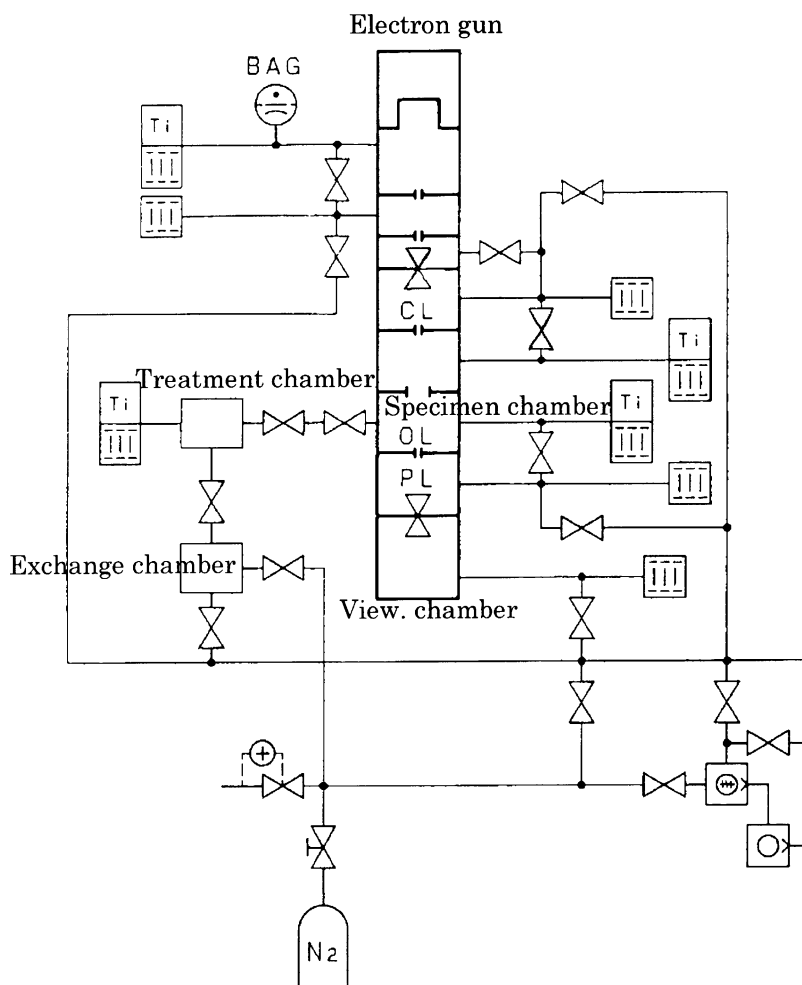 Electron gun
BAG
Ti
Ti
CL
Treatment chamber
Ti
Specimen chamber
Ti
OL
PL
Exchange chamber
View. chamber
N2